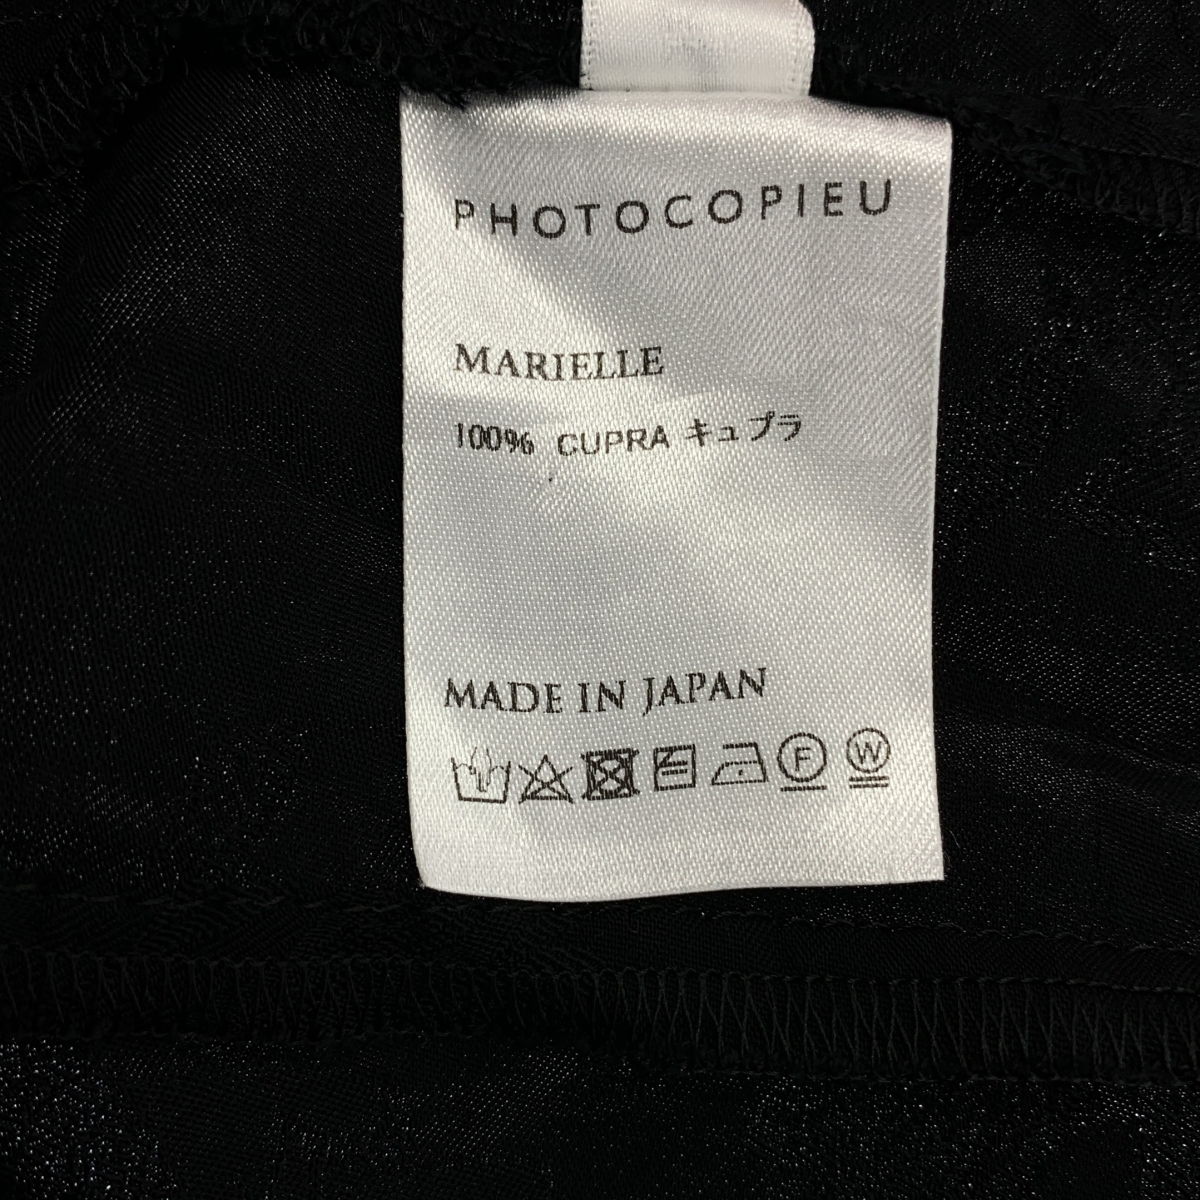 PHOTOCOPIEU
MARIELLE
100% CUPRA キュプラ
MADE IN JAPAN
F W